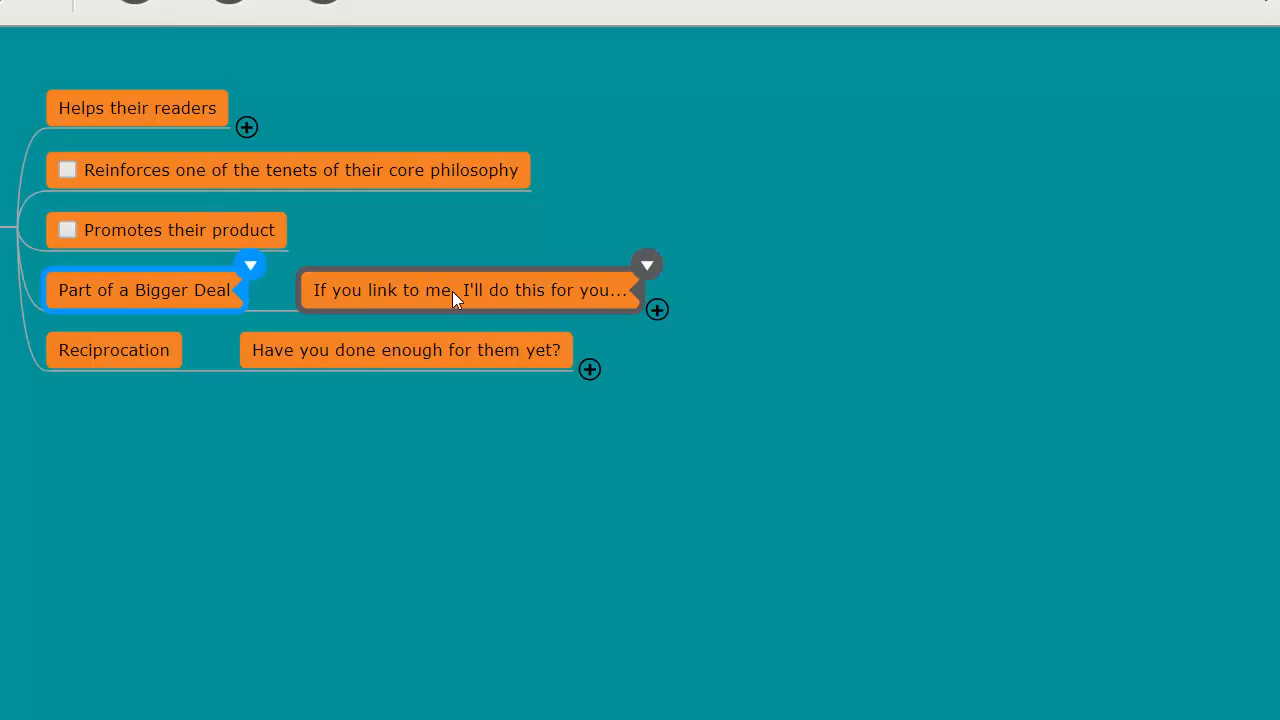 Helps their readers
Reinforces one of the tenets of their core philosophy
Promotes their product
Part of a Bigger Deal
If you link to me, I'll do this for you...
Reciprocation
Have you done enough for them yet?